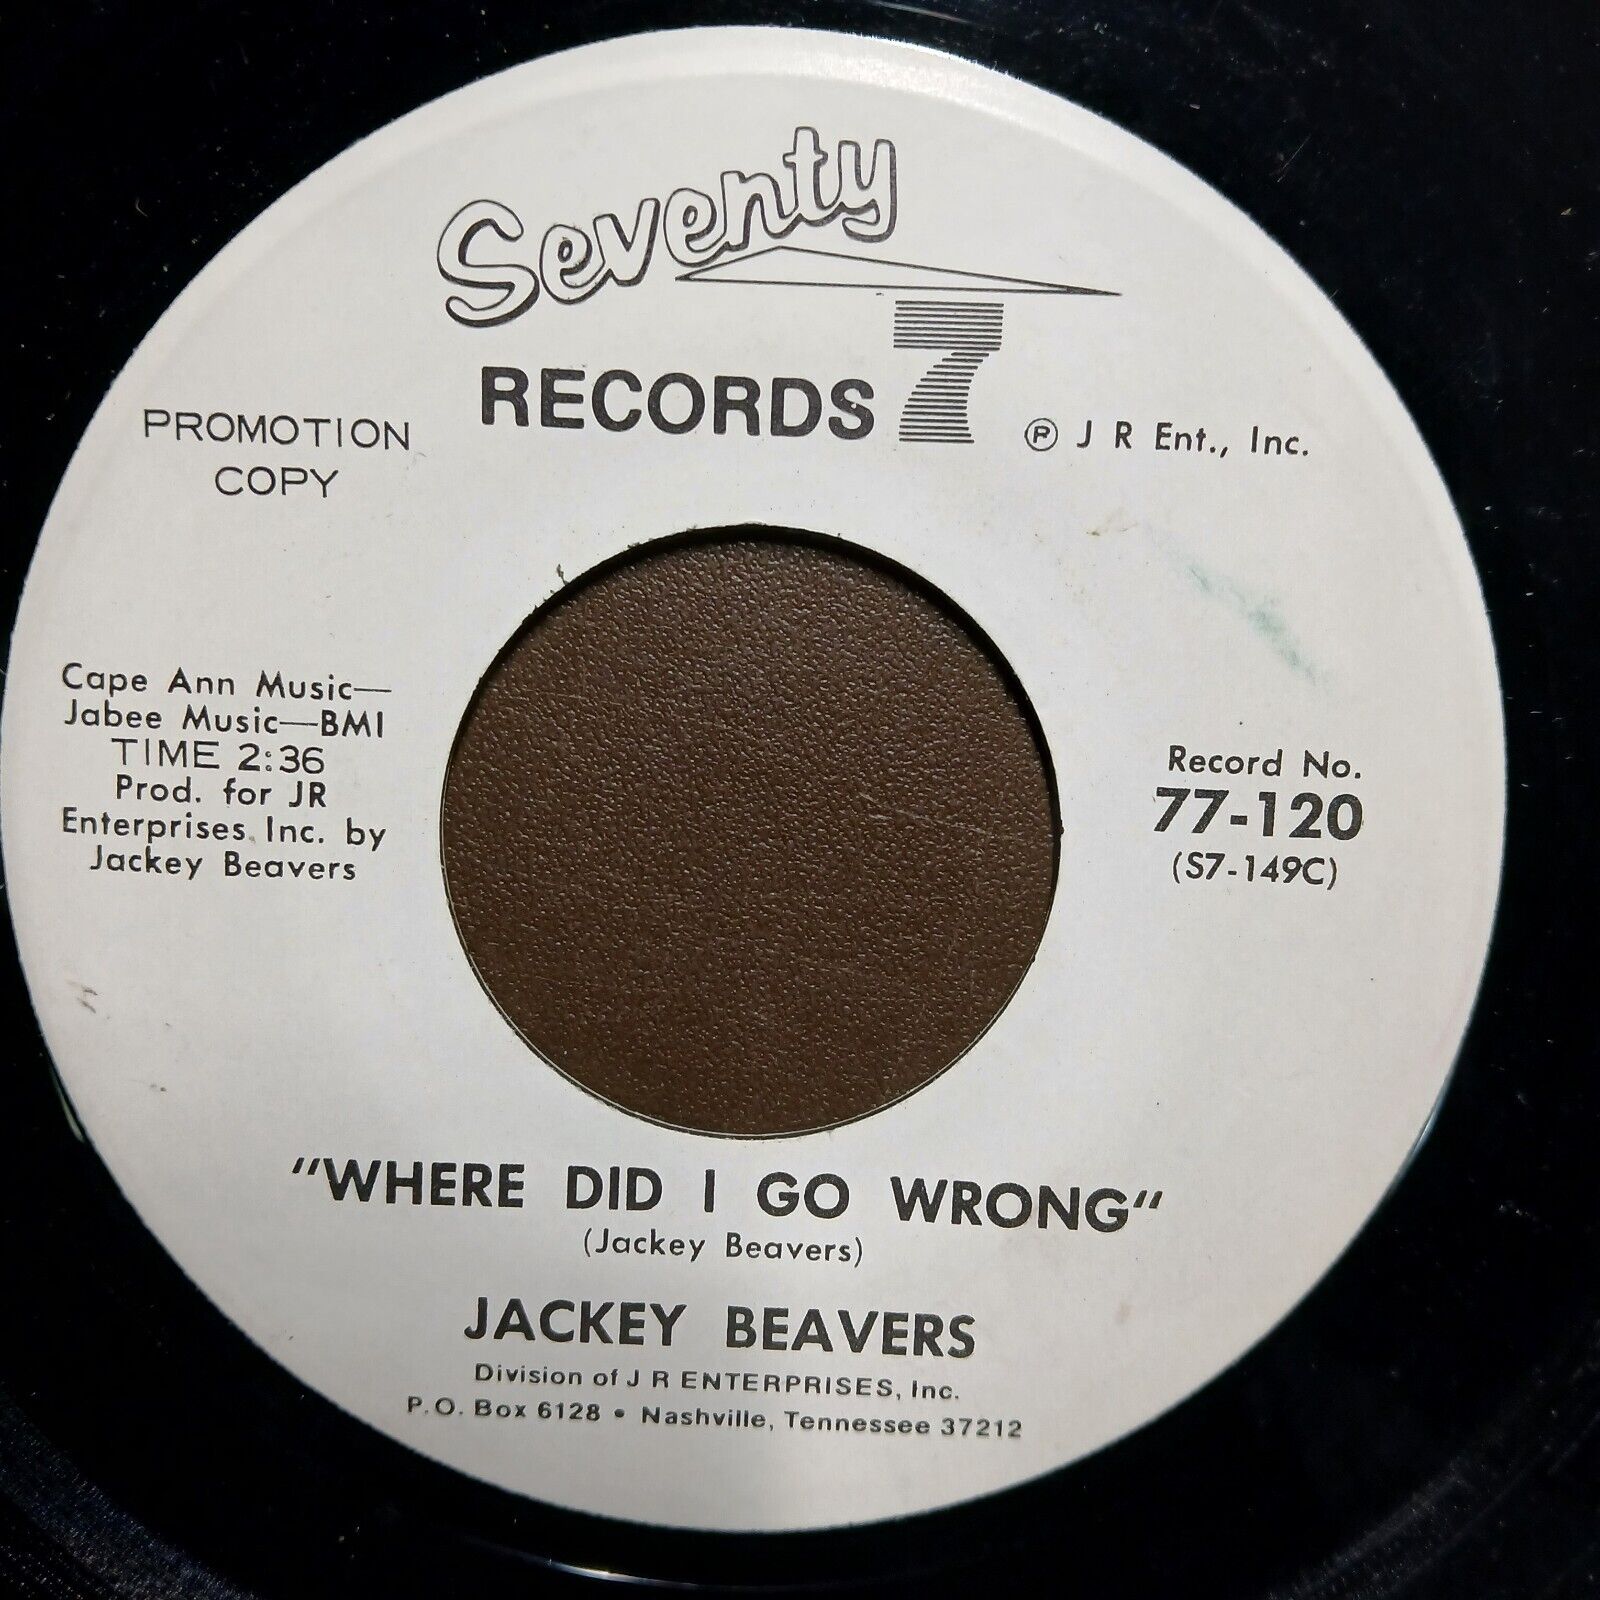 Seventy
7
RECORDS
℗ J R Ent., Inc.
PROMOTION
COPY
Cape Ann Music—
Jabee Music—BMI
TIME 2:36
Prod. for JR
Enterprises, Inc. by
Jackey Beavers
Record No.
77-120
(S7-149C)
"WHERE DID I GO WRONG"
(Jackey Beavers)
JACKEY BEAVERS
Division of J R ENTERPRISES, Inc.
P.O. Box 6128 • Nashville, Tennessee 37212